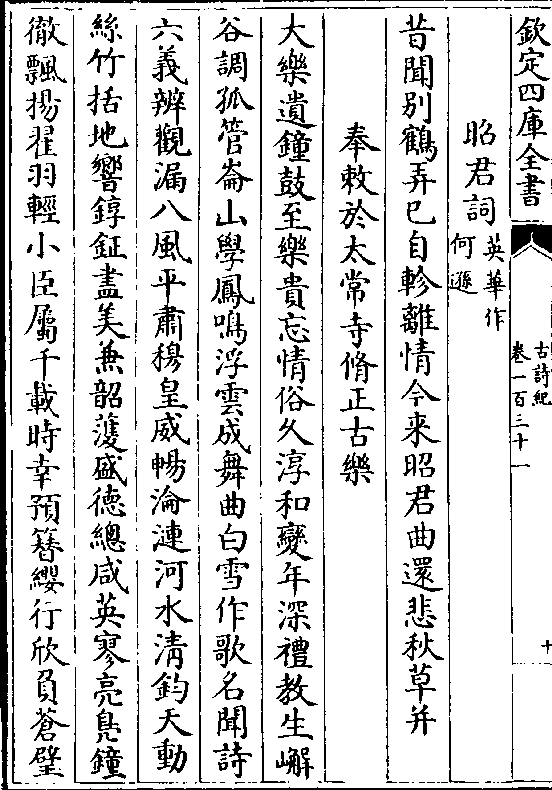 欽定四庫全書
古詩紀
卷一百三十一
十
昭君詞
英華作
何遜
昔聞別鶴弄已自軫離情今来昭君曲還悲秋草并
奉敕於太常寺脩正古樂
大樂遺鐘鼓至樂貴忘情俗久淳和變年深禮教生嶰
谷調孤管崙山學鳳鳴浮雲成舞曲白雪作歌名聞詩
六義辨觀漏八風平肅穆皇威暢淪漣河水清鈞天動
絲竹括地響錞鉦盡美兼韶濩盛德總咸英寥亮鳧鐘
徹飄揚翟羽輕小臣屬千載時幸預簪纓行欣負蒼璧